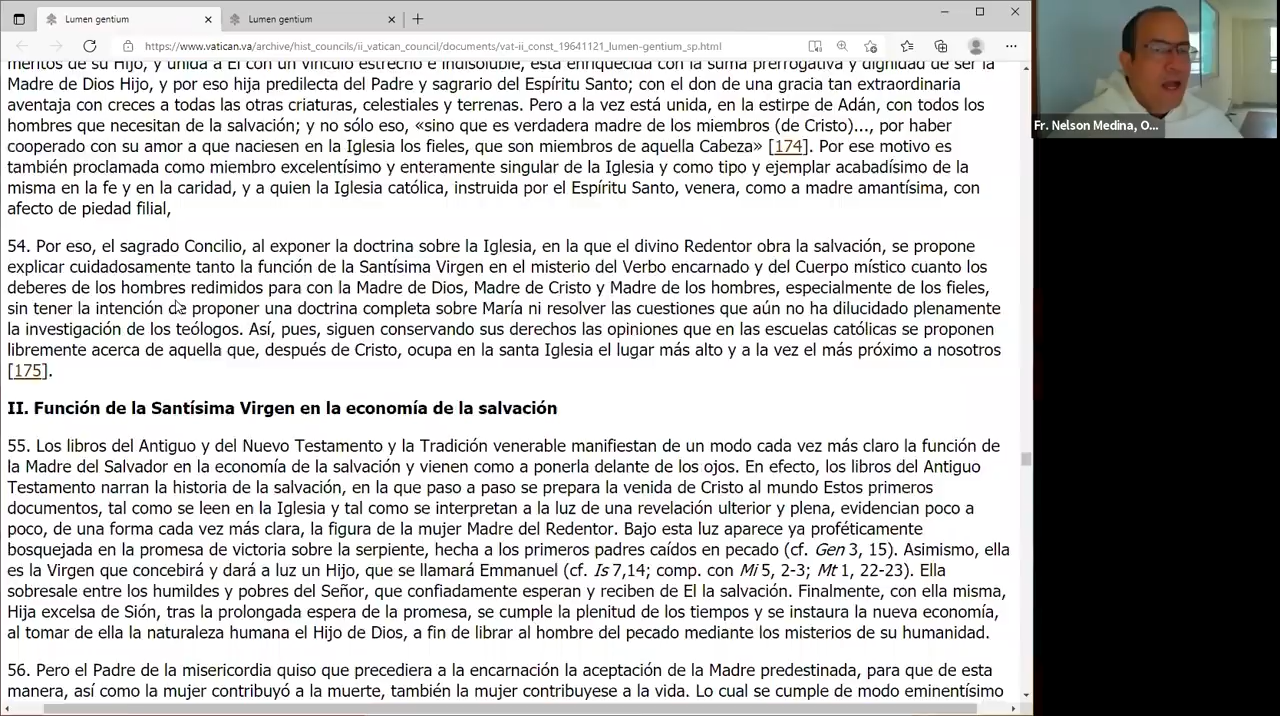 Lumen gentium
Lumen gentium
https://www.vatican.va/archive/hist_councils/ii_vatican_council/documents/vat-ii_const_19641121_lumen-gentium_sp.html
mentos de su Hijo, y unida a El con un vínculo estrecho e indisoluble, está enriquecida con la suma prerrogativa y dignidad de ser la
Madre de Dios Hijo, y por eso hija predilecta del Padre y sagrario del Espíritu Santo; con el don de una gracia tan extraordinaria
aventaja con creces a todas las otras criaturas, celestiales y terrenas. Pero a la vez está unida, en la estirpe de Adán, con todos los
hombres que necesitan de la salvación; y no sólo eso, «sino que es verdadera madre de los miembros (de Cristo)..., por haber
cooperado con su amor a que naciesen en la Iglesia los fieles, que son miembros de aquella Cabeza» [174]. Por ese motivo es
también proclamada como miembro excelentísimo y enteramente singular de la Iglesia y como tipo y ejemplar acabadísimo de la
misma en la fe y en la caridad, y a quien la Iglesia católica, instruida por el Espíritu Santo, venera, como a madre amantísima, con
afecto de piedad filial,
54. Por eso, el sagrado Concilio, al exponer la doctrina sobre la Iglesia, en la que el divino Redentor obra la salvación, se propone
explicar cuidadosamente tanto la función de la Santísima Virgen en el misterio del Verbo encarnado y del Cuerpo místico cuanto los
deberes de los hombres redimidos para con la Madre de Dios, Madre de Cristo y Madre de los hombres, especialmente de los fieles,
sin tener la intención de proponer una doctrina completa sobre María ni resolver las cuestiones que aún no ha dilucidado plenamente
la investigación de los teólogos. Así, pues, siguen conservando sus derechos las opiniones que en las escuelas católicas se proponen
libremente acerca de aquella que, después de Cristo, ocupa en la santa Iglesia el lugar más alto y a la vez el más próximo a nosotros
[175].
II. Función de la Santísima Virgen en la economía de la salvación
55. Los libros del Antiguo y del Nuevo Testamento y la Tradición venerable manifiestan de un modo cada vez más claro la función de
la Madre del Salvador en la economía de la salvación y vienen como a ponerla delante de los ojos. En efecto, los libros del Antiguo
Testamento narran la historia de la salvación, en la que paso a paso se prepara la venida de Cristo al mundo Estos primeros
documentos, tal como se leen en la Iglesia y tal como se interpretan a la luz de una revelación ulterior y plena, evidencian poco a
poco, de una forma cada vez más clara, la figura de la mujer Madre del Redentor. Bajo esta luz aparece ya proféticamente
bosquejada en la promesa de victoria sobre la serpiente, hecha a los primeros padres caídos en pecado (cf. Gen 3, 15). Asimismo, ella
es la Virgen que concebirá y dará a luz un Hijo, que se llamará Emmanuel (cf. Is 7,14; comp. con Mi 5, 2-3; Mt 1, 22-23). Ella
sobresale entre los humildes y pobres del Señor, que confiadamente esperan y reciben de El la salvación. Finalmente, con ella misma,
Hija excelsa de Sión, tras la prolongada espera de la promesa, se cumple la plenitud de los tiempos y se instaura la nueva economía,
al tomar de ella la naturaleza humana el Hijo de Dios, a fin de librar al hombre del pecado mediante los misterios de su humanidad.
56. Pero el Padre de la misericordia quiso que precediera a la encarnación la aceptación de la Madre predestinada, para que de esta
manera, así como la mujer contribuyó a la muerte, también la mujer contribuyese a la vida. Lo cual se cumple de modo eminentísimo
Fr. Nelson Medina, O...